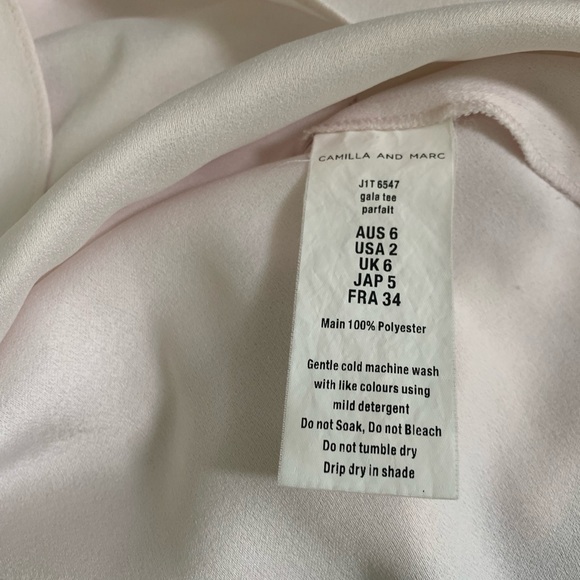 CAMILLA AND MARC
J1T6547
gala tee
parfait
AUS 6
USA 2
UK 6
JAP 5
FRA 34
Main 100% Polyester
Gentle cold machine wash
with like colours using
mild detergent
Do not Soak, Do not Bleach
Do not tumble dry
Drip dry in shade